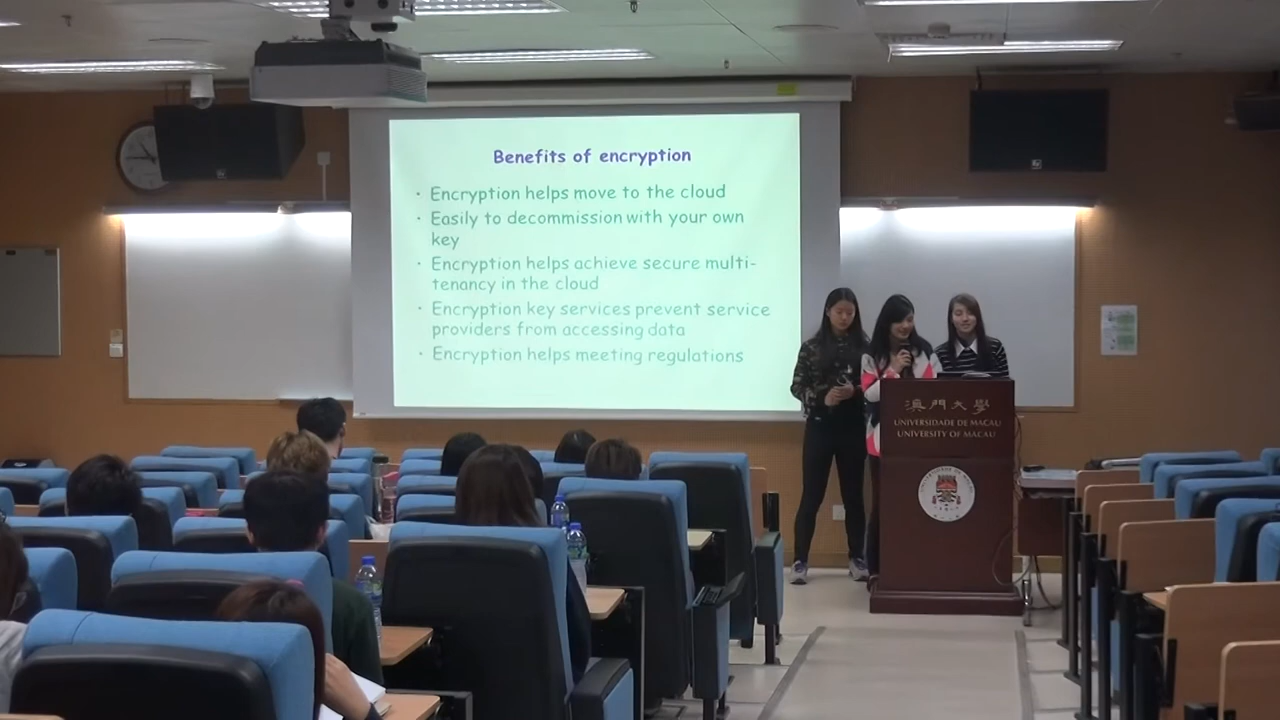 Benefits of encryption
· Encryption helps move to the cloud
· Easily to decommission with your own
key
· Encryption helps achieve secure multi-
tenancy in the cloud
· Encryption key services prevent service
providers from accessing data
· Encryption helps meeting regulations
澳門大學
UNIVERSIDADE DE MACAU
UNIVERSITY OF MACAU